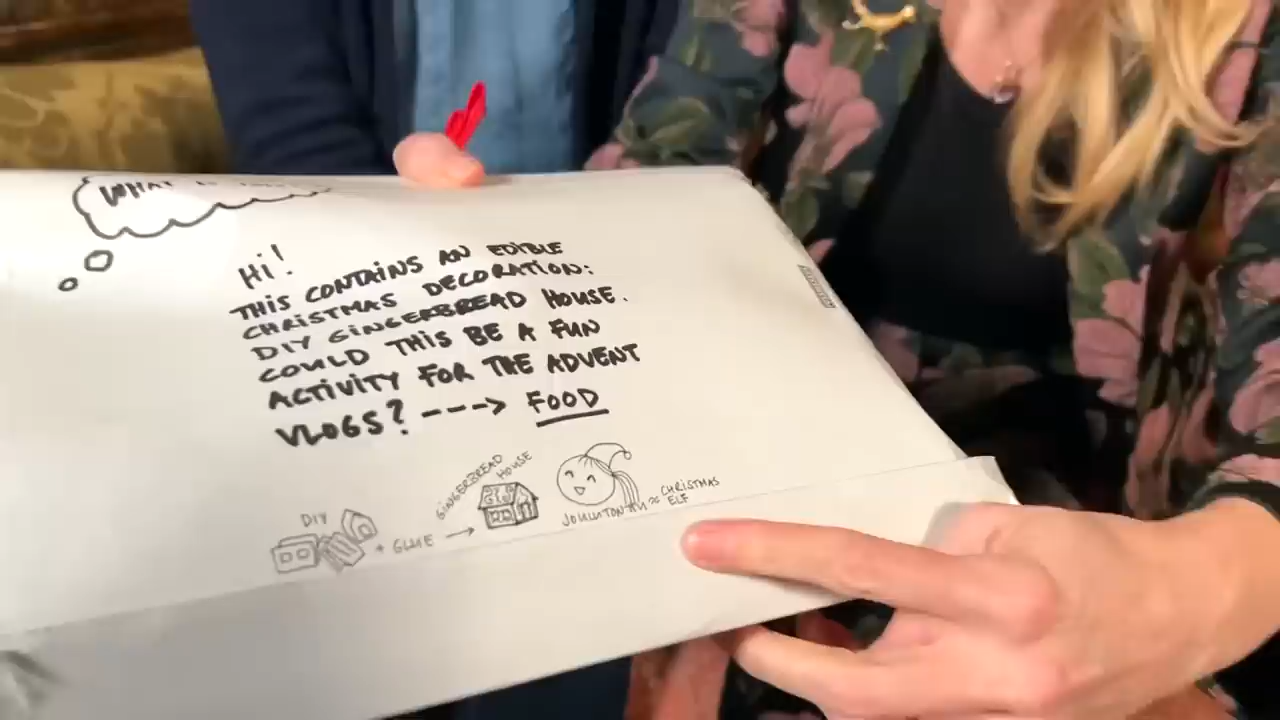 WHAT
Hi!
THIS CONTAINS AN EDIBLE
CHRISTMAS DECORATION:
DIY GINGERBREAD HOUSE.
COULD THIS BE A FUN
ACTIVITY FOR THE ADVENT
VLOGS? ---> FOOD
GINGERBREAD
HOUSE
DIY
+ GLUE →
≈ CHRISTMAS
ELF